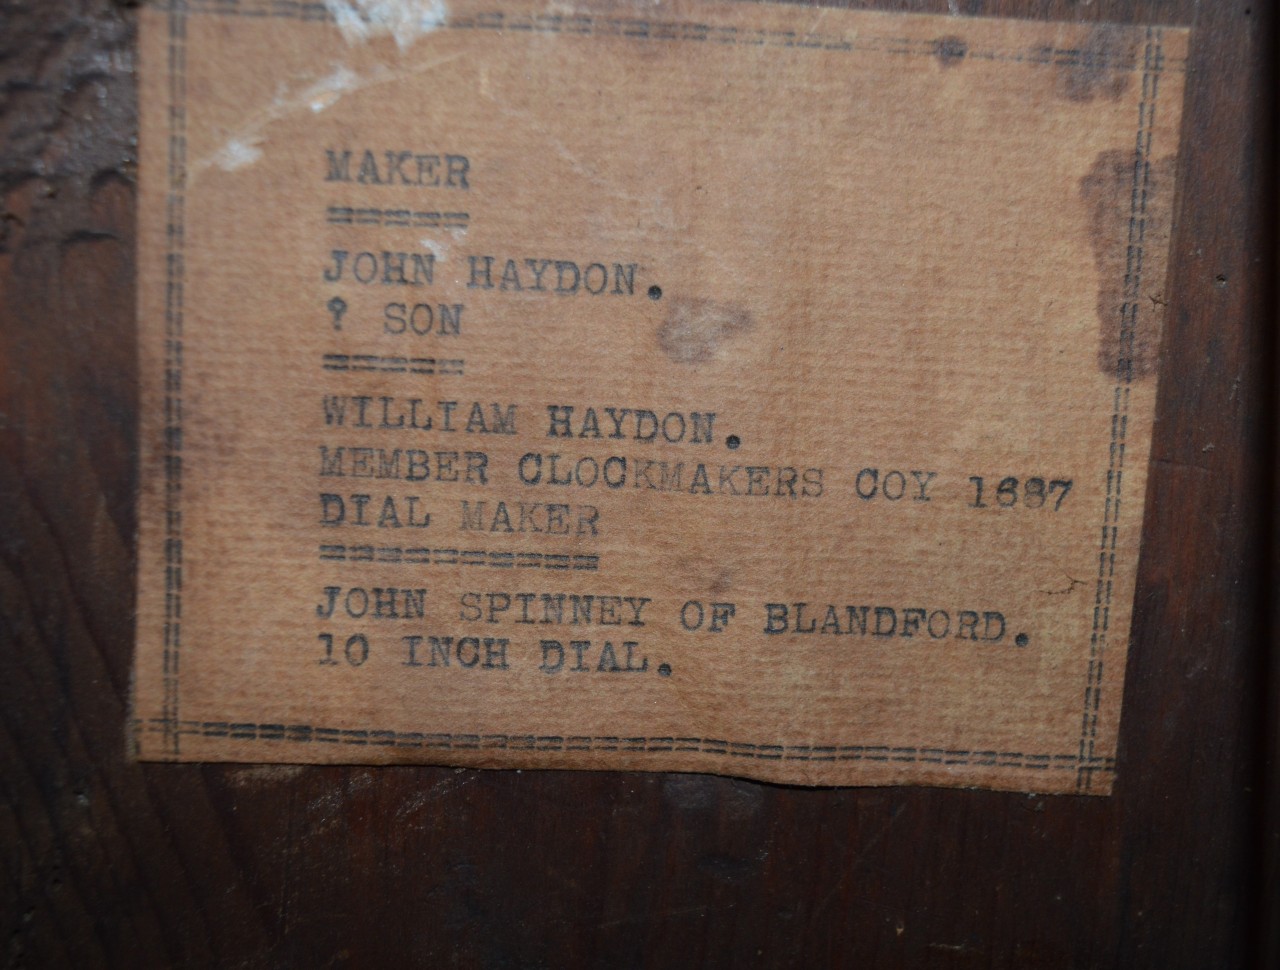 MAKER
=====
JOHN HAYDON.
? SON
=====
WILLIAM HAYDON.
MEMBER CLOCKMAKERS COY 1687
DIAL MAKER
==========
JOHN SPINNEY OF BLANDFORD.
10 INCH DIAL.